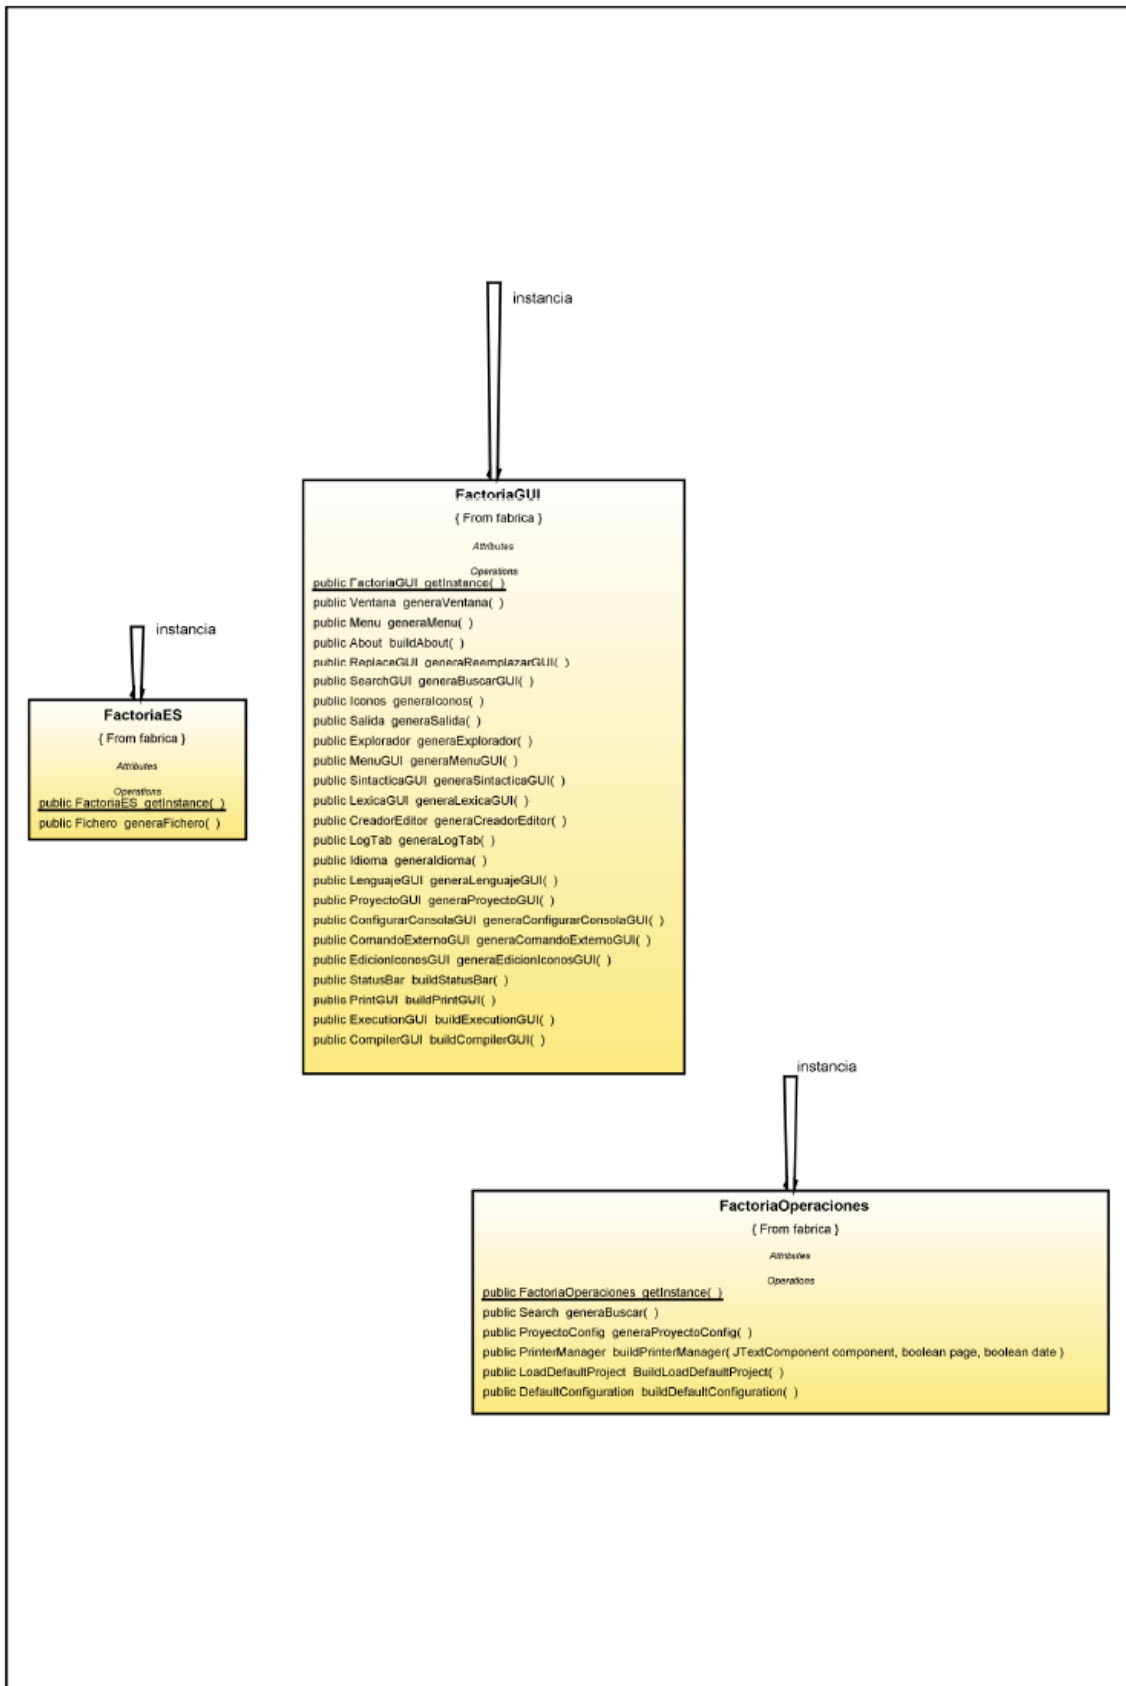 instancia
FactoriaGUI
{ From fabrica }
Attributes
Operations
public FactoriaGUI getInstance( )
public Ventana generaVentana( )
public Menu generaMenu( )
public About buildAbout( )
public ReplaceGUI generaReemplazarGUI( )
public SearchGUI generaBuscarGUI( )
public Iconos generaIconos( )
public Salida generaSalida( )
public Explorador generaExplorador( )
public MenuGUI generaMenuGUI( )
public SintacticaGUI generaSintacticaGUI( )
public LexicaGUI generaLexicaGUI( )
public CreadorEditor generaCreadorEditor( )
public LogTab generaLogTab( )
public Idioma generaIdioma( )
public LenguajeGUI generaLenguajeGUI( )
public ProyectoGUI generaProyectoGUI( )
public ConfigurarConsolaGUI generaConfigurarConsolaGUI( )
public ComandoExternoGUI generaComandoExternoGUI( )
public EdicionIconosGUI generaEdicionIconosGUI( )
public StatusBar buildStatusBar( )
public PrintGUI buildPrintGUI( )
public ExecutionGUI buildExecutionGUI( )
public CompilerGUI buildCompilerGUI( )
instancia
FactoriaES
{ From fabrica }
Attributes
Operations
public FactoriaES getInstance( )
public Fichero generaFichero( )
instancia
FactoriaOperaciones
{ From fabrica }
Attributes
Operations
public FactoriaOperaciones getInstance( )
public Search generaBuscar( )
public ProyectoConfig generaProyectoConfig( )
public PrinterManager buildPrinterManager( JTextComponent component, boolean page, boolean date )
public LoadDefaultProject BuildLoadDefaultProject( )
public DefaultConfiguration buildDefaultConfiguration( )